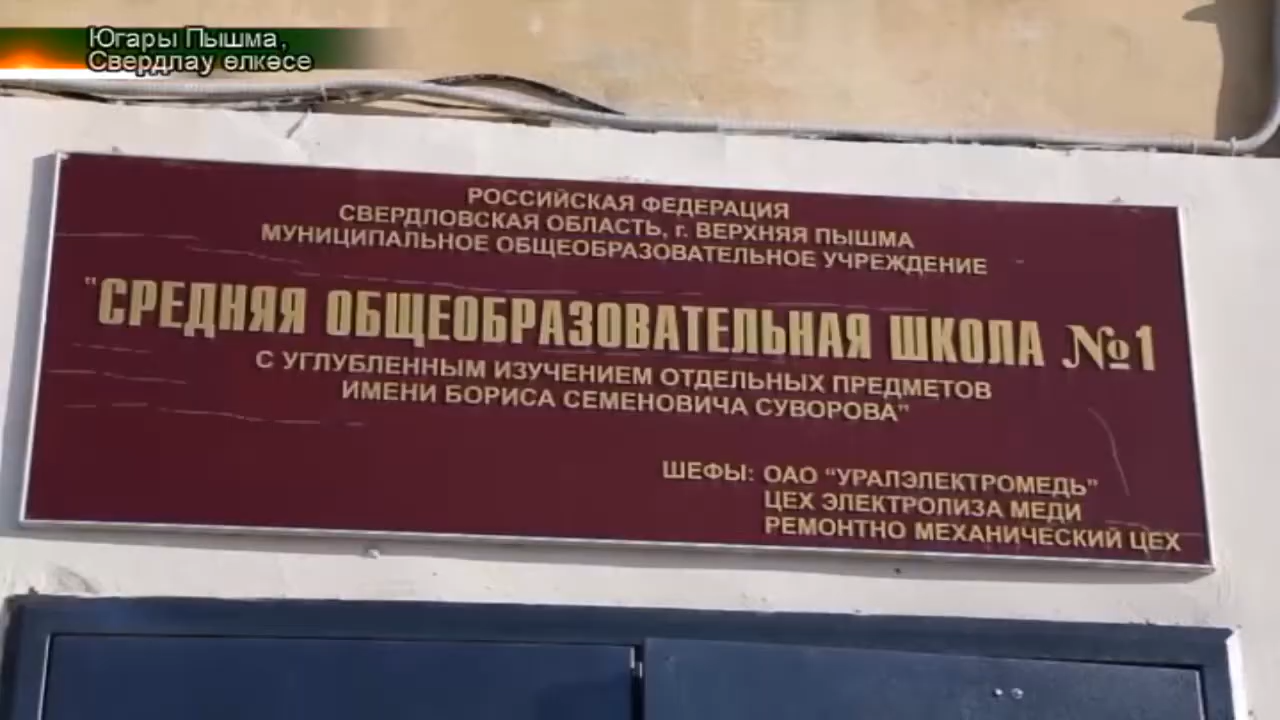 Югары Пышма,
Свердлау өлкәсе
РОССИЙСКАЯ ФЕДЕРАЦИЯ
СВЕРДЛОВСКАЯ ОБЛАСТЬ, г. ВЕРХНЯЯ ПЫШМА
МУНИЦИПАЛЬНОЕ ОБЩЕОБРАЗОВАТЕЛЬНОЕ УЧРЕЖДЕНИЕ
"СРЕДНЯЯ ОБЩЕОБРАЗОВАТЕЛЬНАЯ ШКОЛА №1
С УГЛУБЛЕННЫМ ИЗУЧЕНИЕМ ОТДЕЛЬНЫХ ПРЕДМЕТОВ
ИМЕНИ БОРИСА СЕМЕНОВИЧА СУВОРОВА"
ШЕФЫ: ОАО "УРАЛЭЛЕКТРОМЕДЬ"
ЦЕХ ЭЛЕКТРОЛИЗА МЕДИ
РЕМОНТНО МЕХАНИЧЕСКИЙ ЦЕХ